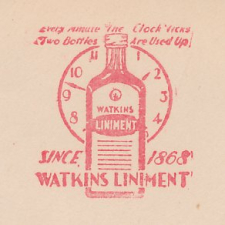 Every Minute The Clock Ticks
Two Bottles Are Used Up!
11 1
10 2
9 3
8 4
WATKINS
LINIMENT
SINCE 1868
WATKINS LINIMENT